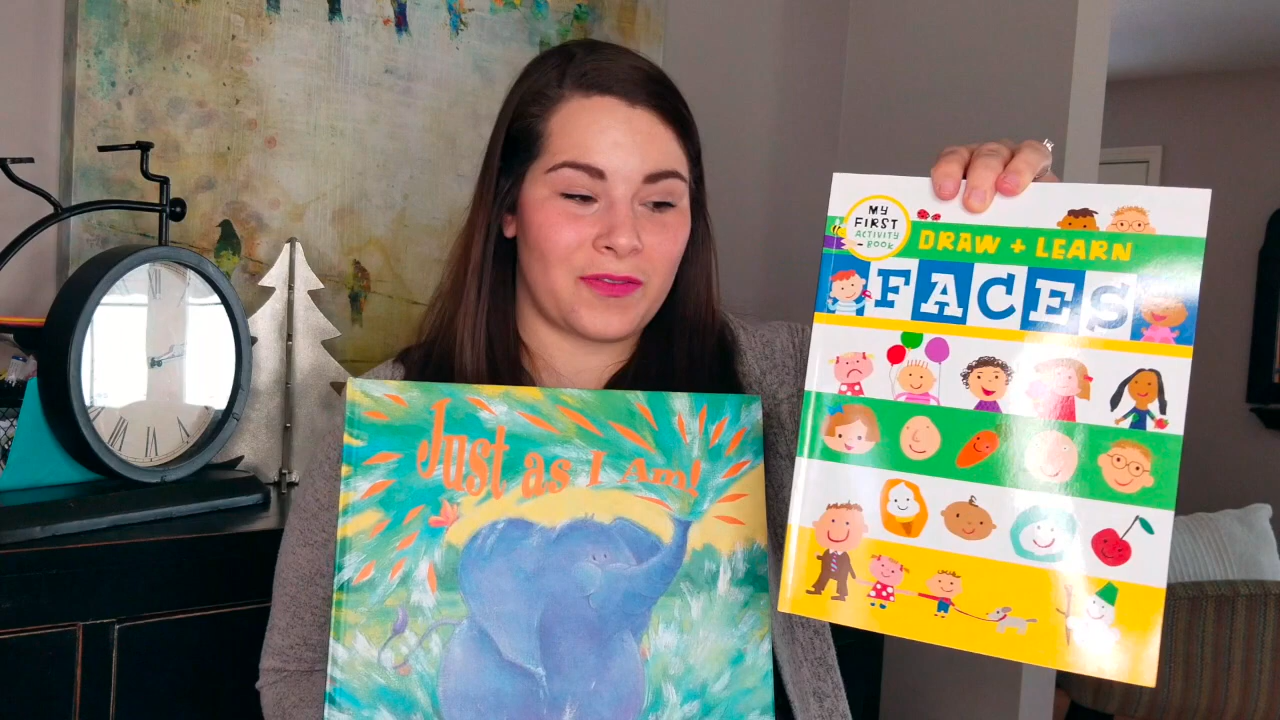 Just as I Am!
MY
FIRST
ACTIVITY
-BOOK
DRAW + LEARN
FACES